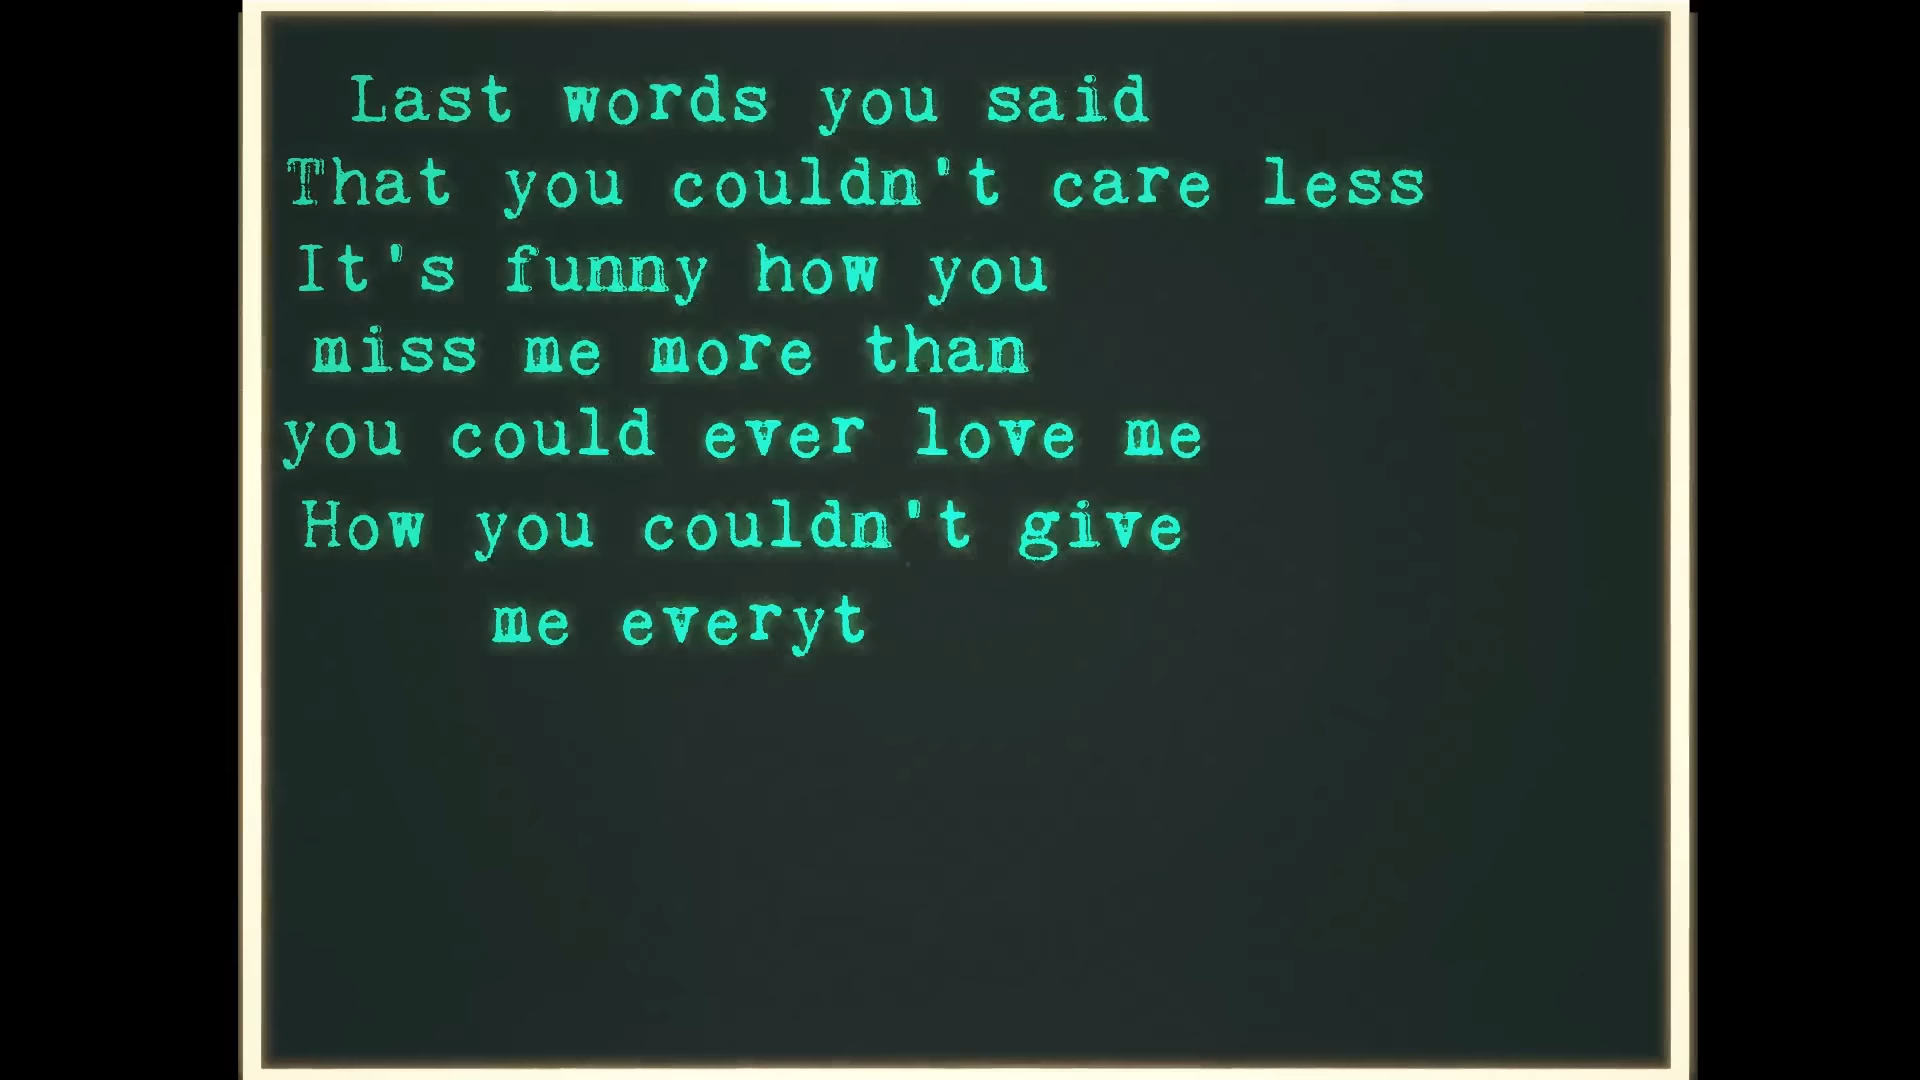 Last words you said
That you couldn't care less
It's funny how you
miss me more than
you could ever love me
How you couldn't give
me everyt